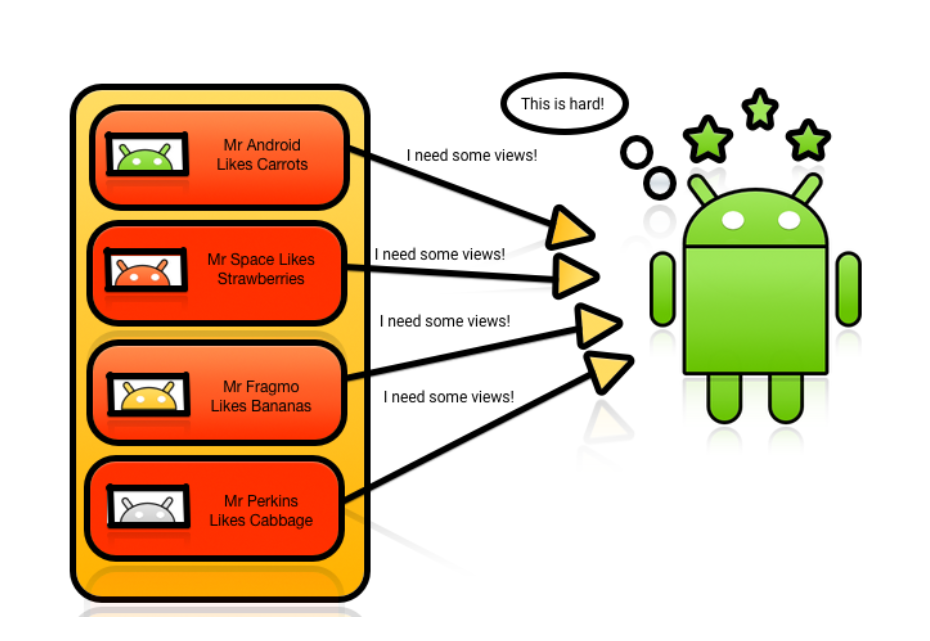 This is hard!
Mr Android
Likes Carrots
I need some views!
Mr Space Likes
Strawberries
I need some views!
Mr Fragmo
Likes Bananas
I need some views!
Mr Perkins
Likes Cabbage
I need some views!